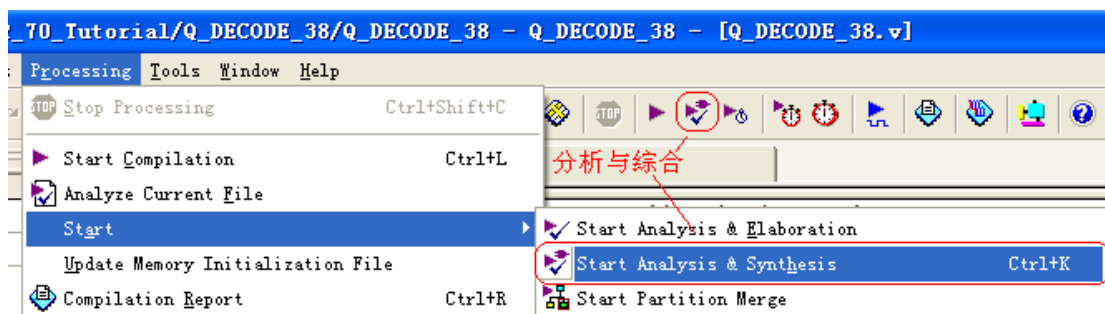 _70_Tutorial/Q_DECODE_38/Q_DECODE_38 - Q_DECODE_38 - [Q_DECODE_38.v]
Processing Tools Window Help
STOP Stop Processing Ctrl+Shift+C
STOP
Start Compilation Ctrl+L
分析与综合
Analyze Current File
Start
Start Analysis & Elaboration
Update Memory Initialization File
Start Analysis & Synthesis Ctrl+K
Compilation Report Ctrl+R
Start Partition Merge